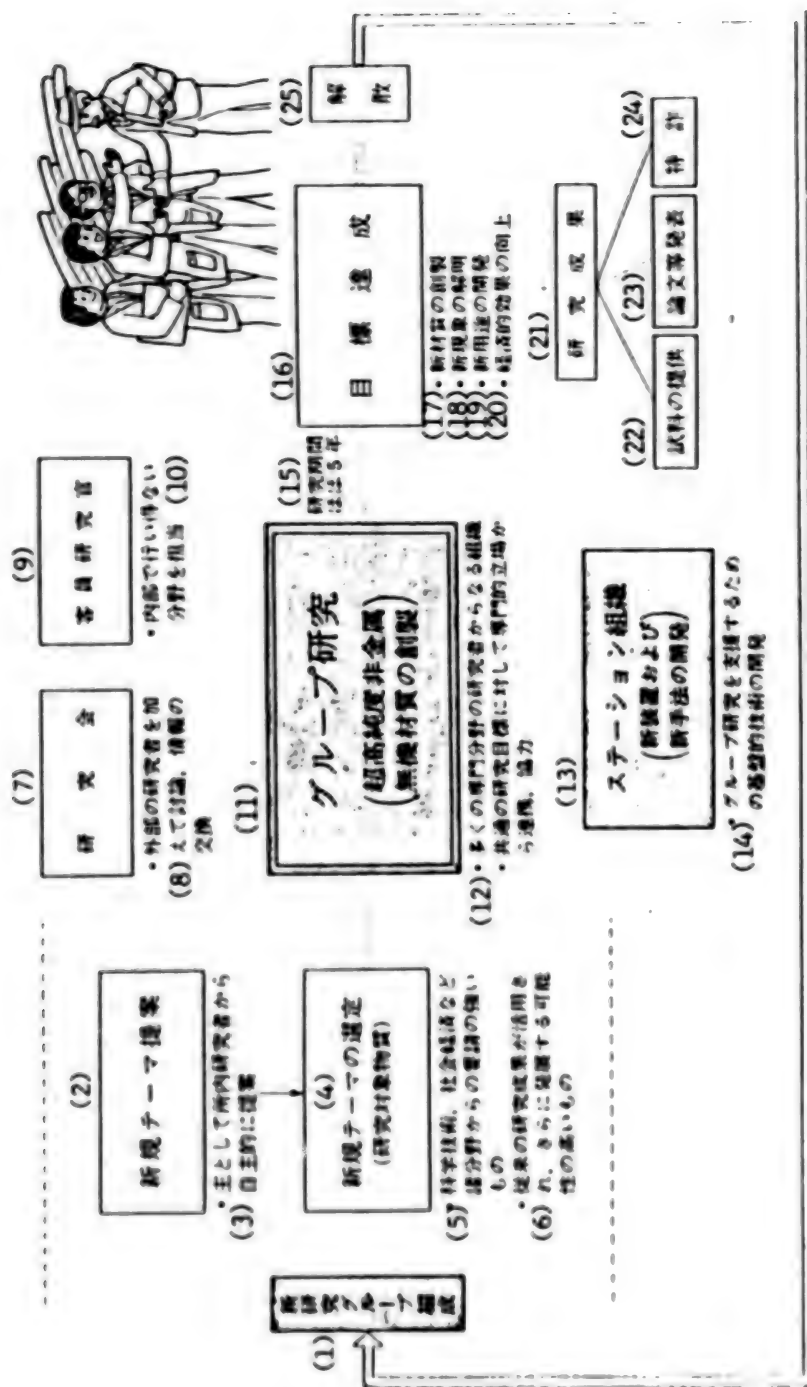 (1)
新研究グループ編成
(2)
新規テーマ提案
・主として所内研究者から
(3) 自主的に提案
(4)
新規テーマの選定
(研究対象物質)
(5) 科学技術、社会経済など
諸分野からの要請の強い
もの
・従来の研究成果が活用さ
(6) れ、さらに発展する可能
性の高いもの
(7)
研究会
・外部の研究者を加
(8) えて討論、情報の
交換
(9)
客員研究官
・内部で行い得ない
分野を担当 (10)
(11)
グループ研究
(超高純度非金属
無機材質の創製)
(12)・多くの専門分野の研究者からなる組織
・共通の研究目標に対して専門的立場か
ら連携、協力
(13)
ステーション組織
(新装置および
新手法の開発)
(14)・グループ研究を支援するため
の基盤的技術の開発
(15)
研究期間
ほぼ5年
(16)
目標達成
(17)・新材質の創製
(18)・新現象の解明
(19)・新用途の開発
(20)・経済的効果の向上
(21)
研究成果
(22)
試料の提供
(23)
論文等発表
(24)
特許
(25)
解散